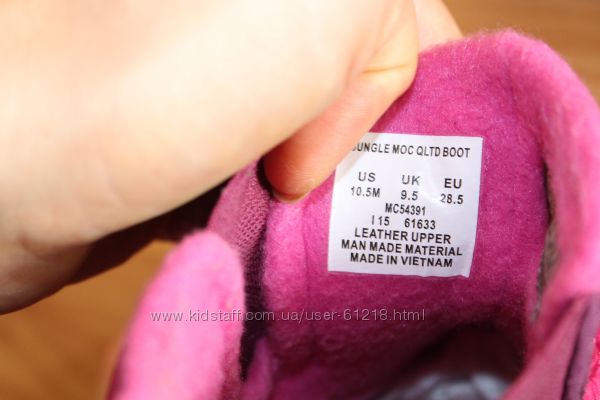 JUNGLE MOC QLTD BOOT
US UK EU
10.5M 9.5 28.5
MC54391
I 15 61633
LEATHER UPPER
MAN MADE MATERIAL
MADE IN VIETNAM
www.kidstaff.com.ua/user-61218.html